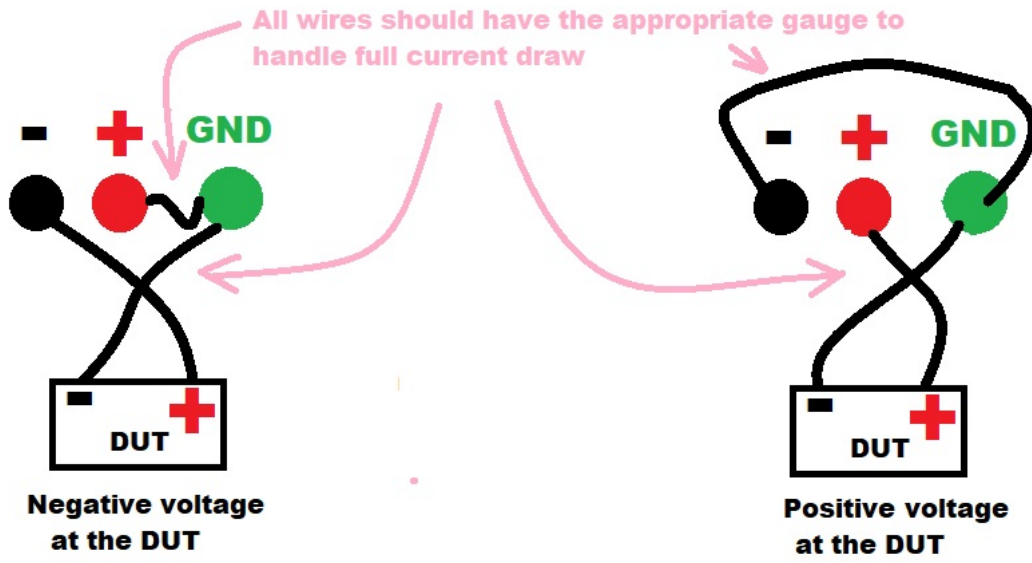 All wires should have the appropriate gauge to
handle full current draw
- + GND
- + GND
- +
DUT
- +
DUT
Negative voltage
at the DUT
Positive voltage
at the DUT